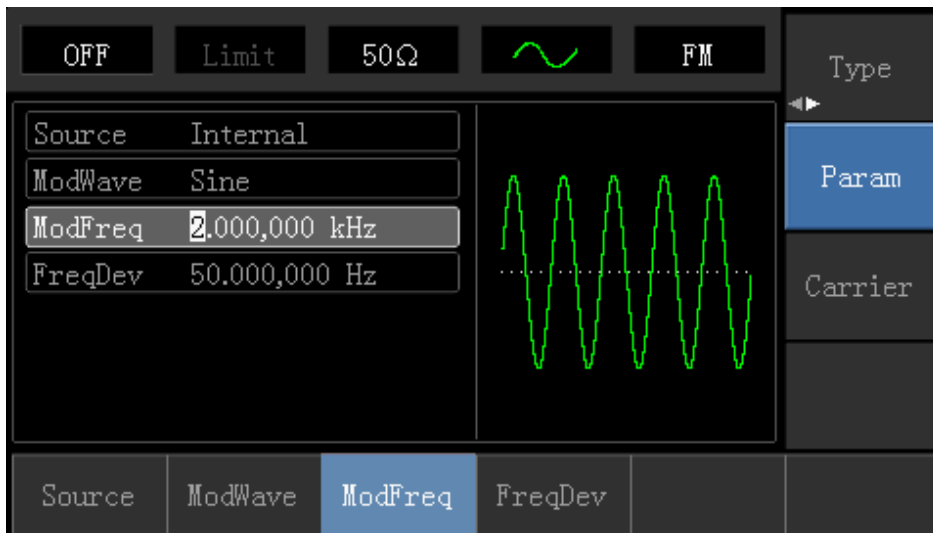 OFF Limit 50Ω FM
Type
Source Internal
ModWave Sine
Param
ModFreq 2.000,000 kHz
FreqDev 50.000,000 Hz
Carrier
Source ModWave ModFreq FreqDev